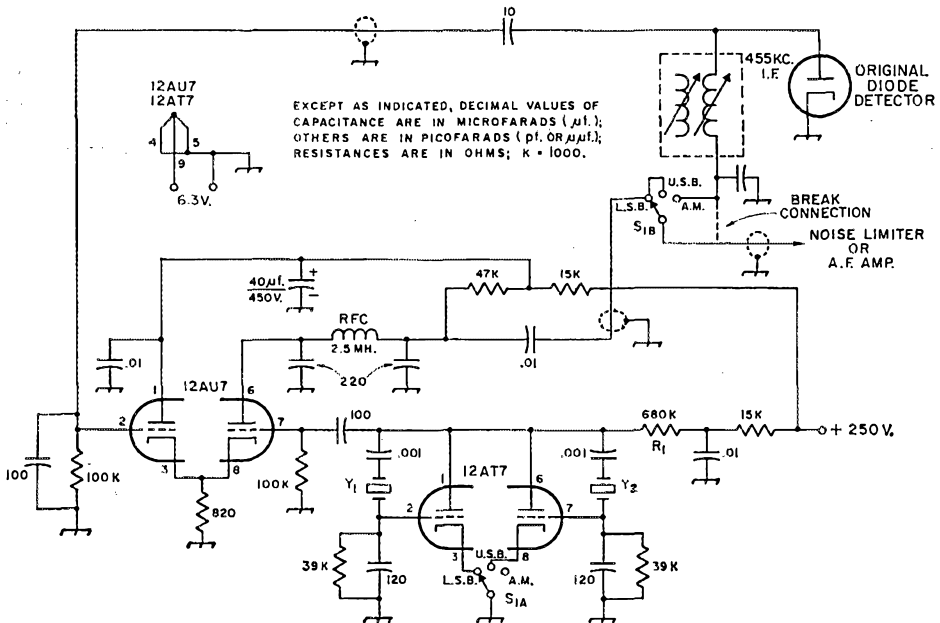 10
455KC.
I.F.
ORIGINAL
DIODE
DETECTOR
12AU7
12AT7
4
5
9
6.3V.
EXCEPT AS INDICATED, DECIMAL VALUES OF
CAPACITANCE ARE IN MICROFARADS (μf.);
OTHERS ARE IN PICOFARADS (pf. OR μμf.);
RESISTANCES ARE IN OHMS; K = 1000.
U.S.B.
L.S.B.
A.M.
S1B
BREAK
CONNECTION
NOISE LIMITER
OR
A.F. AMP.
40μf.
450V.
+
−
47K
15K
RFC
2.5 MH.
.01
.01
220
1
12AU7
6
2
7
3
8
100
100K
820
100K
100
.001
Y1
12AT7
1
6
2
7
3
8
.001
Y2
680K
R1
15K
.01
+ 250 V.
39K
120
U.S.B.
L.S.B.
A.M.
S1A
120
39K